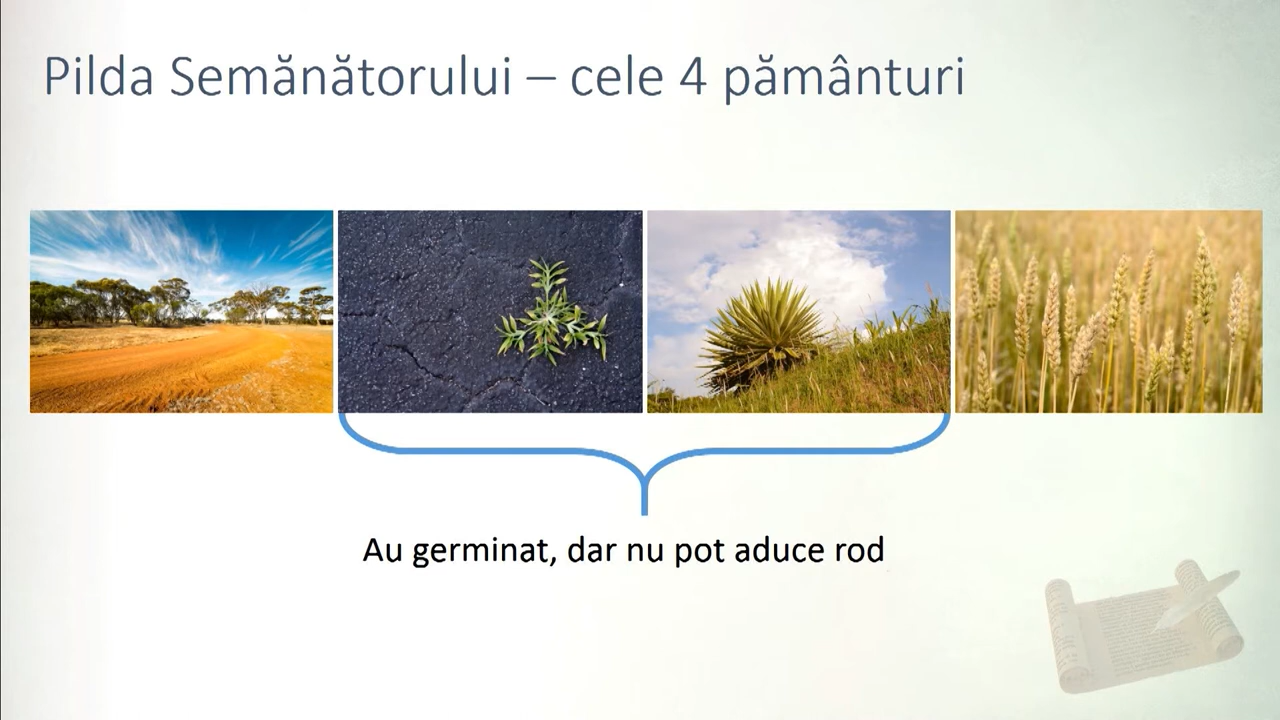 Pilda Semănătorului – cele 4 pământuri
Au germinat, dar nu pot aduce rod